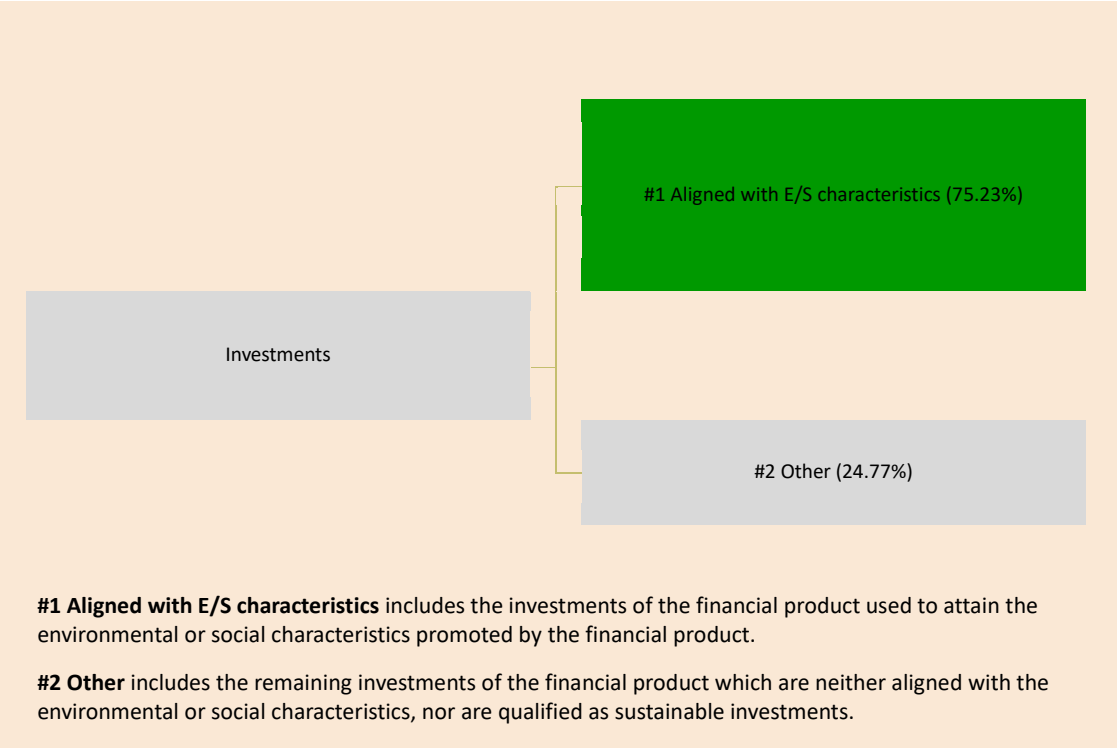 #1 Aligned with E/S characteristics (75.23%)
Investments
#2 Other (24.77%)
#1 Aligned with E/S characteristics includes the investments of the financial product used to attain the
environmental or social characteristics promoted by the financial product.
#2 Other includes the remaining investments of the financial product which are neither aligned with the
environmental or social characteristics, nor are qualified as sustainable investments.